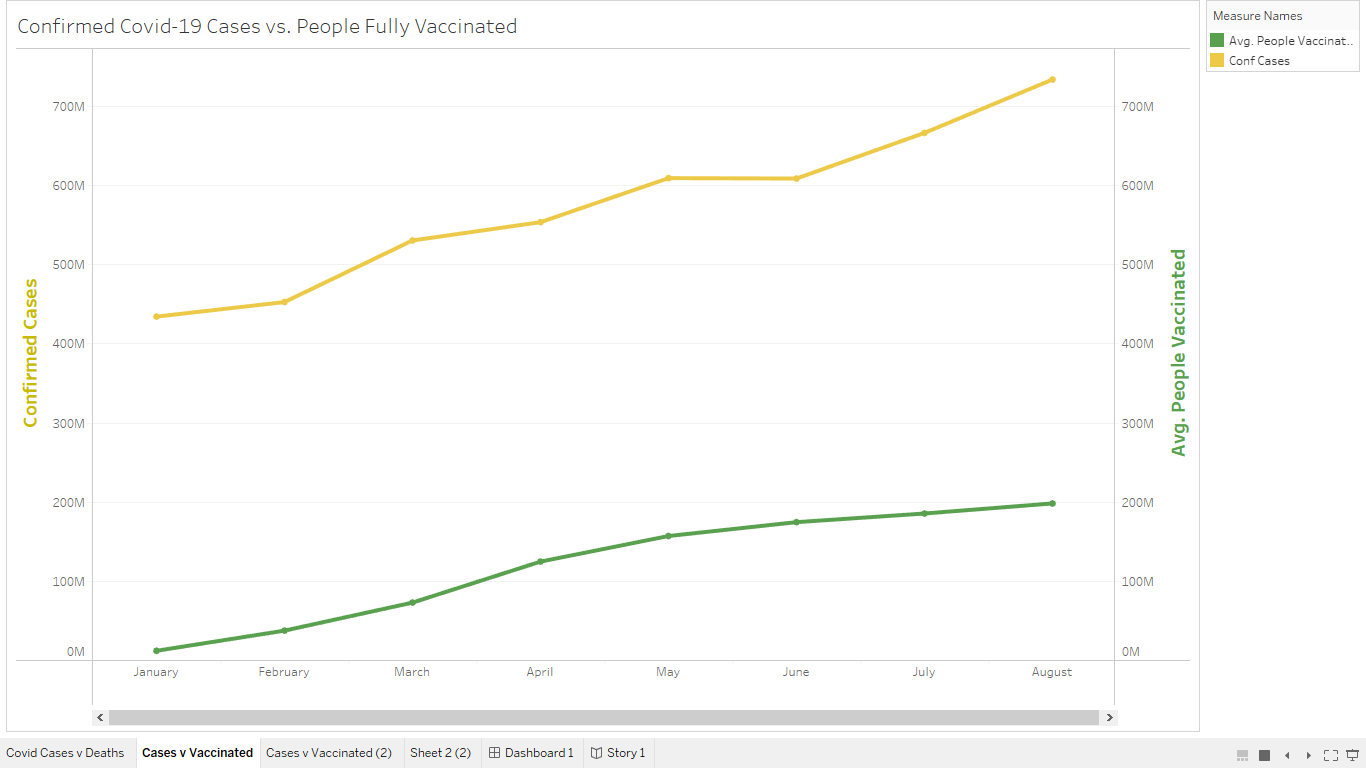 Confirmed Covid-19 Cases vs. People Fully Vaccinated
Measure Names
Avg. People Vaccinat..
Conf Cases
Confirmed Cases
700M
600M
500M
400M
300M
200M
100M
0M
700M
600M
500M
400M
300M
200M
100M
0M
Avg. People Vaccinated
January February March April May June July August
Covid Cases v Deaths Cases v Vaccinated Cases v Vaccinated (2) Sheet 2 (2) Dashboard 1 Story 1